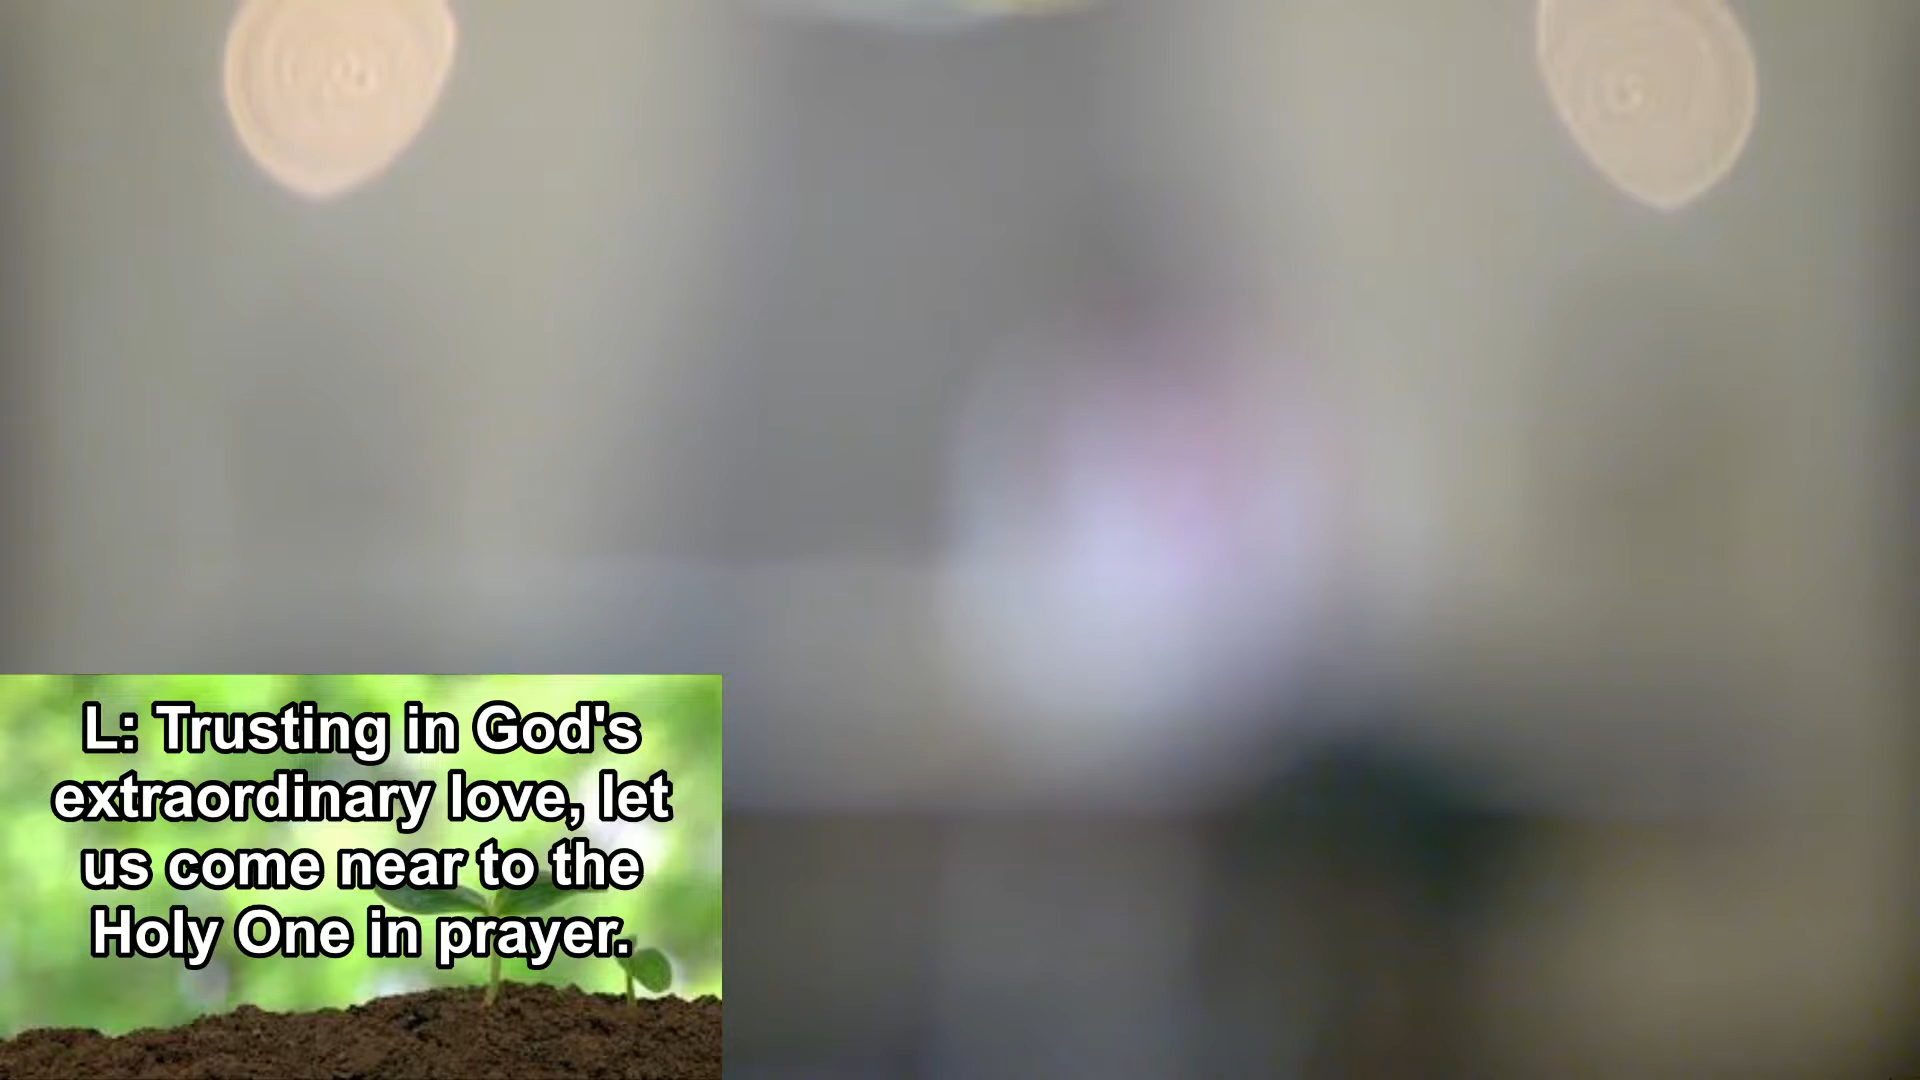 L: Trusting in God's
extraordinary love, let
us come near to the
Holy One in prayer.